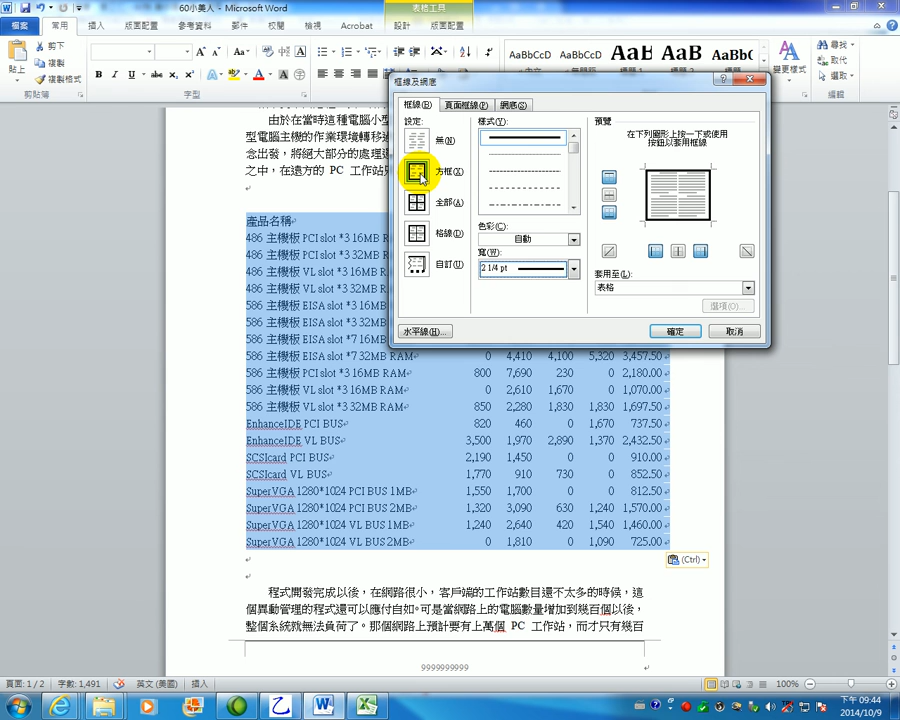 60小美人 - Microsoft Word
表格工具
檔案 常用 插入 版面配置 參考資料 郵件 校閱 檢視 Acrobat 設計 版面配置
貼上 剪下 複製 複製格式
AaBbCcD AaBbCcD AaBb AaBb AaBbC
變更樣式 尋找 取代 選取
剪貼簿 字型 編輯
框線及網底
框線(B) 頁面框線(P) 網底(S)
設定: 樣式(Y): 預覽
無(N)
在下列圖形上按一下或使用
按鈕以套用框線
方框(X)
全部(A)
色彩(C):
格線(D) 自動
寬(W):
自訂(U) 2 1/4 pt
套用至(L):
表格
選項(O)...
水平線(H)... 確定 取消
由於在當時這種電腦小型
型電腦主機的作業環境轉移
念出發，將絕大部分的處理
之中，在遠方的 PC 工作站
產品名稱
486 主機板 PCI slot *3 16MB RA
486 主機板 PCI slot *3 32MB RA
486 主機板 VL slot *3 16MB RA
486 主機板 VL slot *3 32MB RA
586 主機板 EISA slot *3 16MB
586 主機板 EISA slot *3 32MB
586 主機板 EISA slot *7 16MB
586 主機板 EISA slot *7 32MB RAM 0 4,410 4,100 5,320 3,457.50
586 主機板 PCI slot *3 16MB RAM 800 7,690 230 0 2,180.00
586 主機板 VL slot *3 16MB RAM 0 2,610 1,670 0 1,070.00
586 主機板 VL slot *3 32MB RAM 850 2,280 1,830 1,830 1,697.50
EnhanceIDE PCI BUS 820 460 0 1,670 737.50
EnhanceIDE VL BUS 3,500 1,970 2,890 1,370 2,432.50
SCSIcard PCI BUS 2,190 1,450 0 0 910.00
SCSIcard VL BUS 1,770 910 730 0 852.50
SuperVGA 1280*1024 PCI BUS 1MB 1,550 1,700 0 0 812.50
SuperVGA 1280*1024 PCI BUS 2MB 1,320 3,090 630 1,240 1,570.00
SuperVGA 1280*1024 VL BUS 1MB 1,240 2,640 420 1,540 1,460.00
SuperVGA 1280*1024 VL BUS 2MB 0 1,810 0 1,090 725.00
(Ctrl)
程式開發完成以後，在網路很小，客戶端的工作站數目還不太多的時候，這
個異動管理的程式還可以應付自如。可是當網路上的電腦數量增加到幾百個以後，
整個系統就無法負荷了。那個網路上預計要有上萬個 PC 工作站，而才只有幾百
9999999999
頁面: 1 / 2 字數: 1,491 英文 (美國) 插入 100%
下午 09:44
2014/10/9